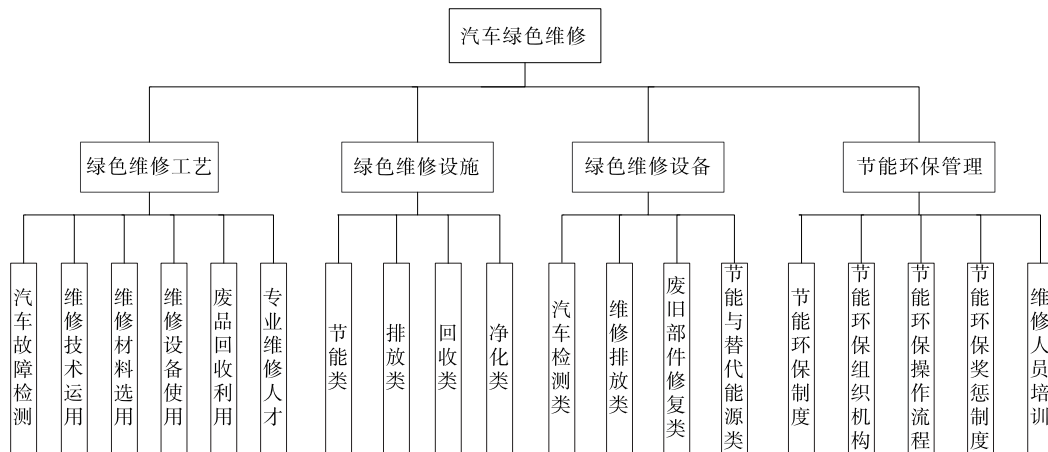 汽车绿色维修
绿色维修工艺
绿色维修设施
绿色维修设备
节能环保管理
汽车故障检测
维修技术运用
维修材料选用
维修设备使用
废品回收利用
专业维修人才
节能类
排放类
回收类
净化类
汽车检测类
维修排放类
废旧部件修复类
节能与替代能源类
节能环保制度
节能环保组织机构
节能环保操作流程
节能环保奖惩制度
维修人员培训